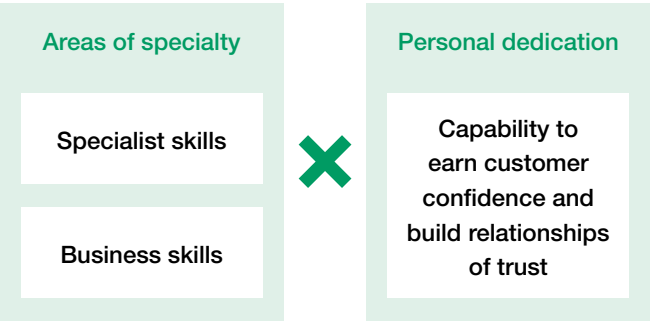 Areas of specialty
Specialist skills
Business skills
Personal dedication
Capability to
earn customer
confidence and
build relationships
of trust